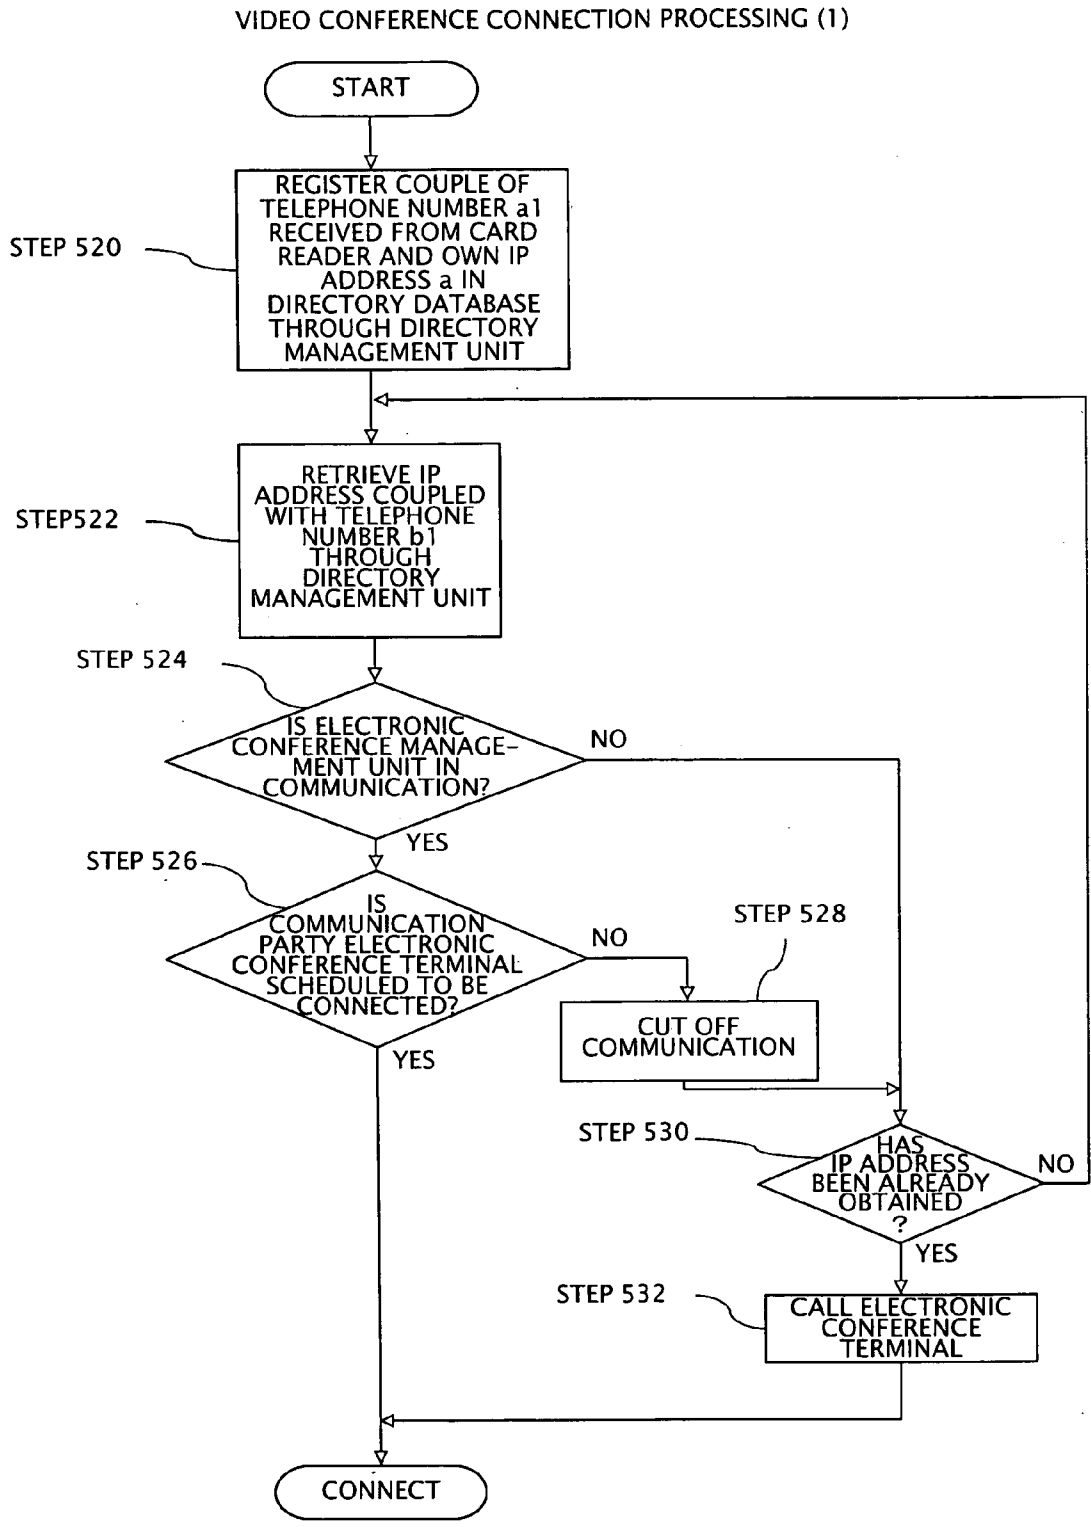 VIDEO CONFERENCE CONNECTION PROCESSING (1)
START
STEP 520
REGISTER COUPLE OF
TELEPHONE NUMBER a1
RECEIVED FROM CARD
READER AND OWN IP
ADDRESS a IN
DIRECTORY DATABASE
THROUGH DIRECTORY
MANAGEMENT UNIT
STEP522
RETRIEVE IP
ADDRESS COUPLED
WITH TELEPHONE
NUMBER b1
THROUGH
DIRECTORY
MANAGEMENT UNIT
STEP 524
IS ELECTRONIC
CONFERENCE MANAGE-
MENT UNIT IN
COMMUNICATION?
NO
YES
STEP 526
IS
COMMUNICATION
PARTY ELECTRONIC
CONFERENCE TERMINAL
SCHEDULED TO BE
CONNECTED?
NO
YES
STEP 528
CUT OFF
COMMUNICATION
STEP 530
HAS
IP ADDRESS
BEEN ALREADY
OBTAINED
?
NO
YES
STEP 532
CALL ELECTRONIC
CONFERENCE
TERMINAL
CONNECT